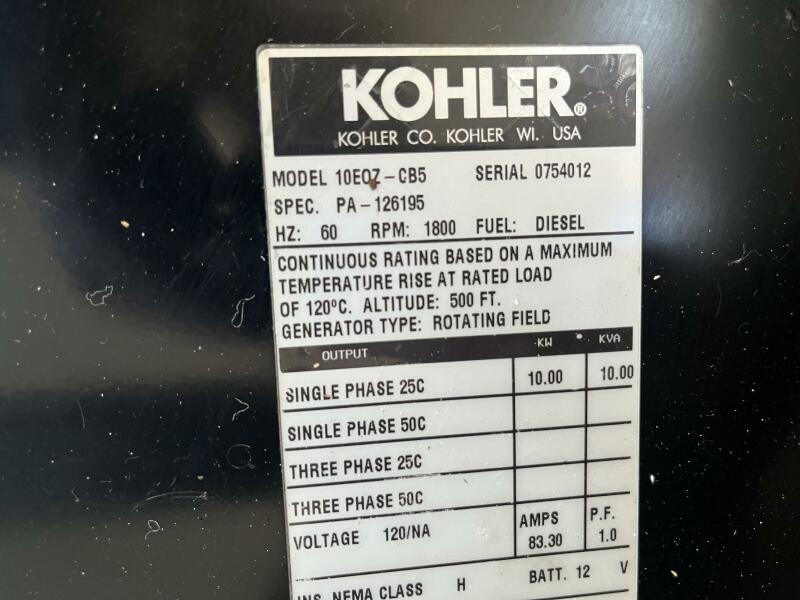 KOHLER®
KOHLER CO. KOHLER WI. USA
MODEL 10EOZ-CB5 SERIAL 0754012
SPEC. PA-126195
HZ: 60 RPM: 1800 FUEL: DIESEL
CONTINUOUS RATING BASED ON A MAXIMUM
TEMPERATURE RISE AT RATED LOAD
OF 120ºC. ALTITUDE: 500 FT.
GENERATOR TYPE: ROTATING FIELD
OUTPUT KW KVA
SINGLE PHASE 25C 10.00 10.00
SINGLE PHASE 50C
THREE PHASE 25C
THREE PHASE 50C
VOLTAGE 120/NA AMPS 83.30 P.F. 1.0
INS. NEMA CLASS H BATT. 12 V